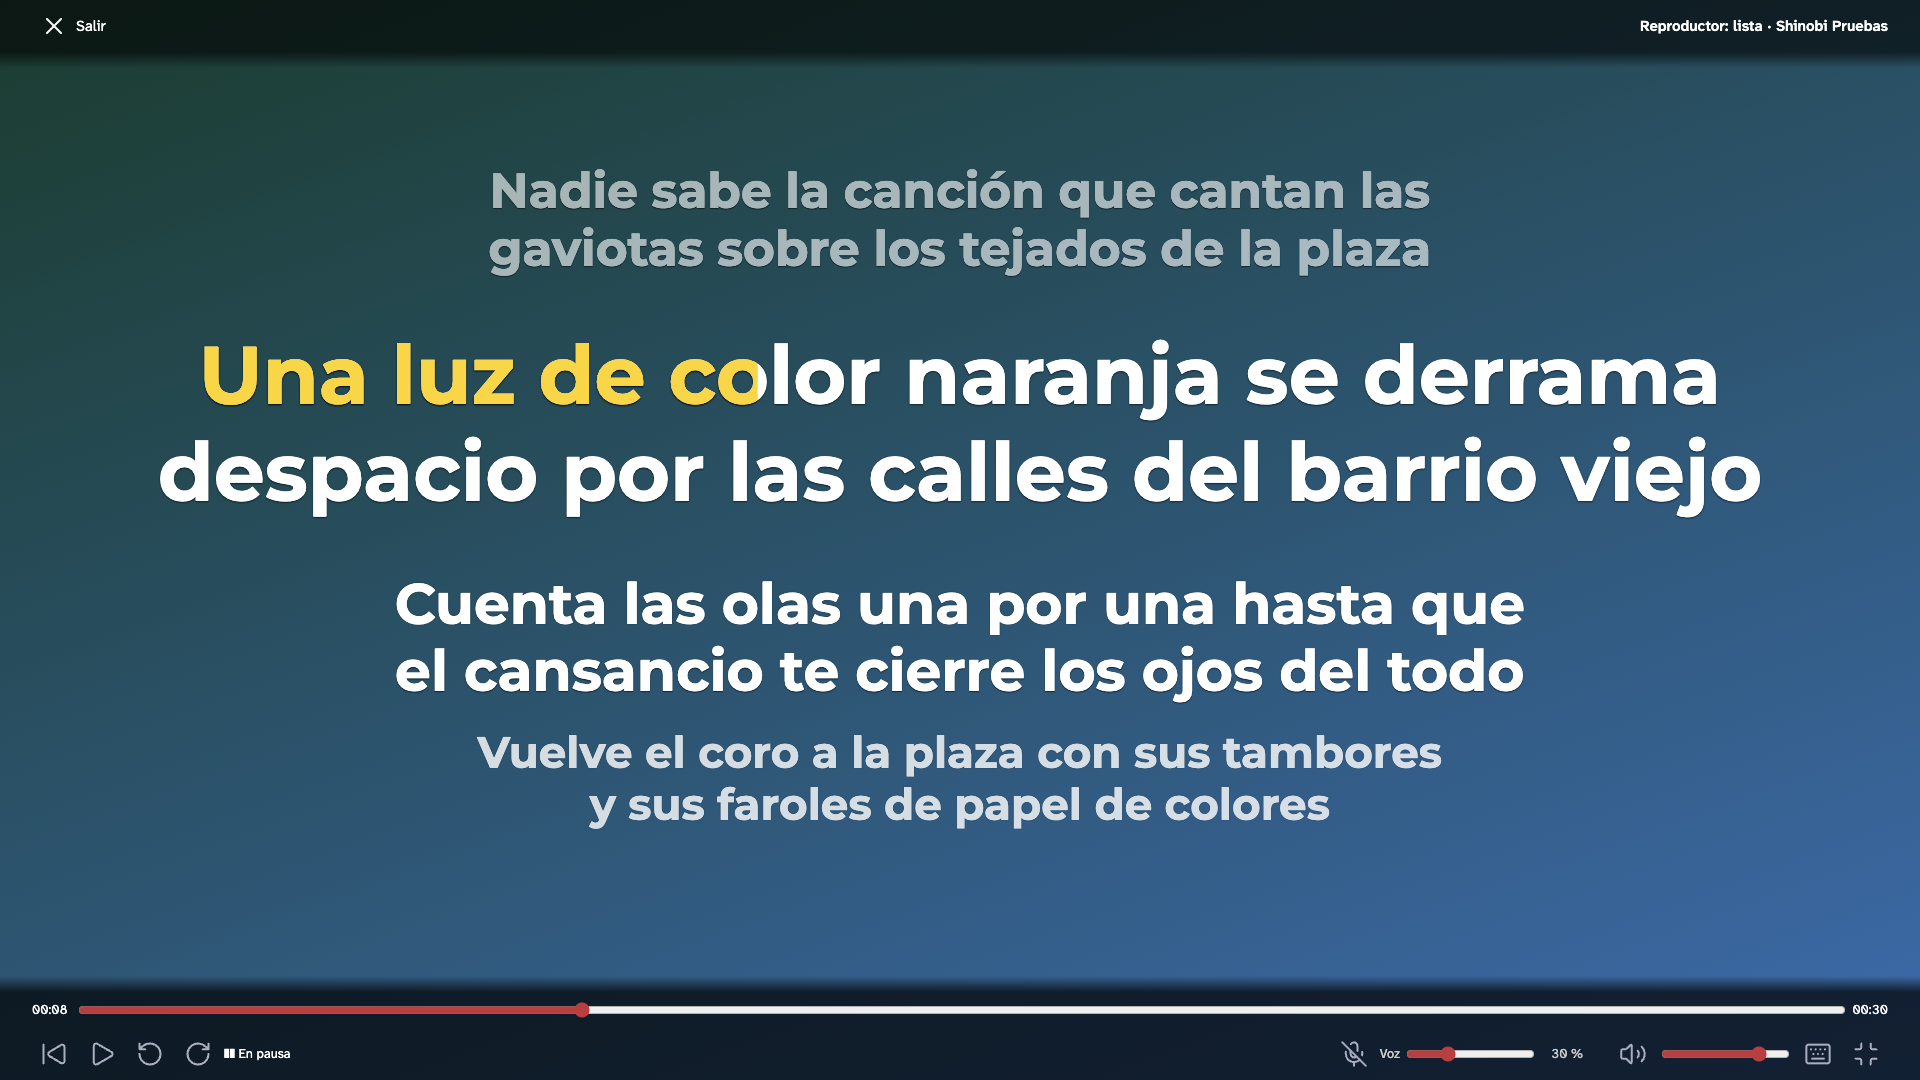 Salir
Reproductor: lista · Shinobi Pruebas
Nadie sabe la canción que cantan las
gaviotas sobre los tejados de la plaza
Una luz de color naranja se derrama
despacio por las calles del barrio viejo
Cuenta las olas una por una hasta que
el cansancio te cierre los ojos del todo
Vuelve el coro a la plaza con sus tambores
y sus faroles de papel de colores
00:08
00:30
En pausa
Voz
30 %